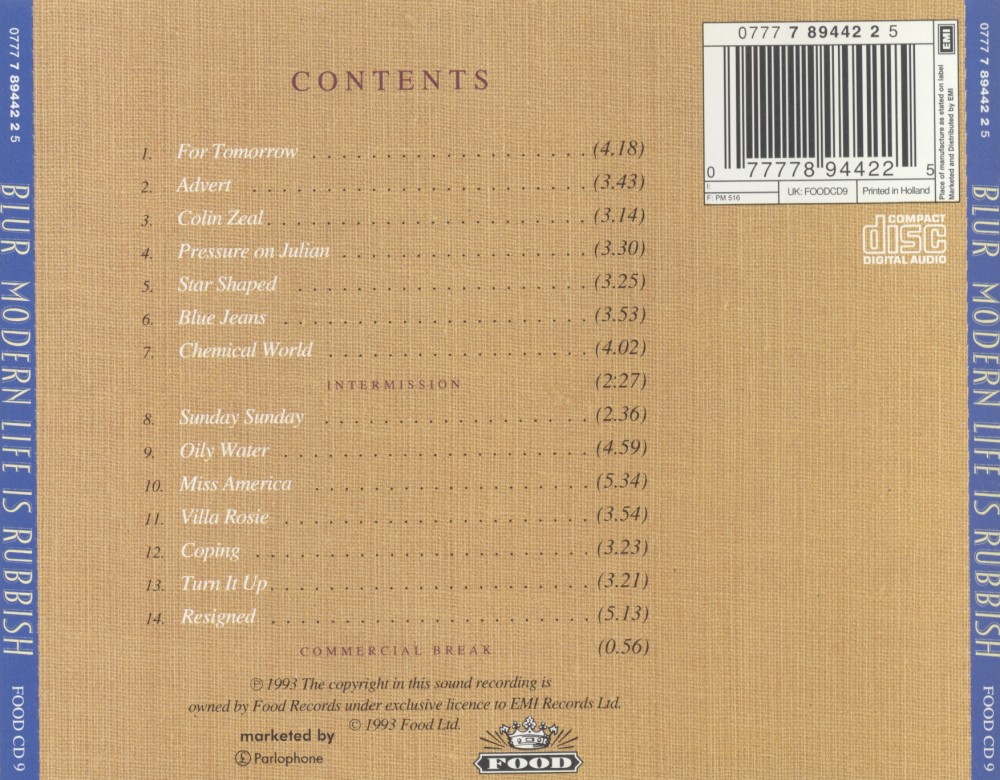 0777 7 89442 2 5
BLUR MODERN LIFE IS RUBBISH
FOOD CD 9
CONTENTS
1. For Tomorrow . . . . . . . . . . . . . . . . . . . (4.18)
2. Advert . . . . . . . . . . . . . . . . . . . . . . . (3.43)
3. Colin Zeal . . . . . . . . . . . . . . . . . . . . . . (3.14)
4. Pressure on Julian . . . . . . . . . . . . . . . . . (3.30)
5. Star Shaped . . . . . . . . . . . . . . . . . . . . (3.25)
6. Blue Jeans . . . . . . . . . . . . . . . . . . . . . (3.53)
7. Chemical World . . . . . . . . . . . . . . . . . . (4.02)
INTERMISSION (2:27)
8. Sunday Sunday . . . . . . . . . . . . . . . . . . (2.36)
9. Oily Water . . . . . . . . . . . . . . . . . . . . . (4.59)
10. Miss America . . . . . . . . . . . . . . . . . . . (5.34)
11. Villa Rosie . . . . . . . . . . . . . . . . . . . . . (3.54)
12. Coping . . . . . . . . . . . . . . . . . . . . . . . (3.23)
13. Turn It Up . . . . . . . . . . . . . . . . . . . . . . (3.21)
14. Resigned . . . . . . . . . . . . . . . . . . . . . . (5.13)
COMMERCIAL BREAK (0.56)
℗ 1993 The copyright in this sound recording is
owned by Food Records under exclusive licence to EMI Records Ltd.
© 1993 Food Ltd.
marketed by
£ Parlophone
FOOD
0777 7 89442 2 5
EMI
0 77778 94422 5
I:
F: PM 516
UK: FOODCD9
Printed in Holland
Place of manufacture as stated on label
Marketed and Distributed by EMI
COMPACT
disc
DIGITAL AUDIO
0777 7 89442 2 5
BLUR MODERN LIFE IS RUBBISH
FOOD CD 9